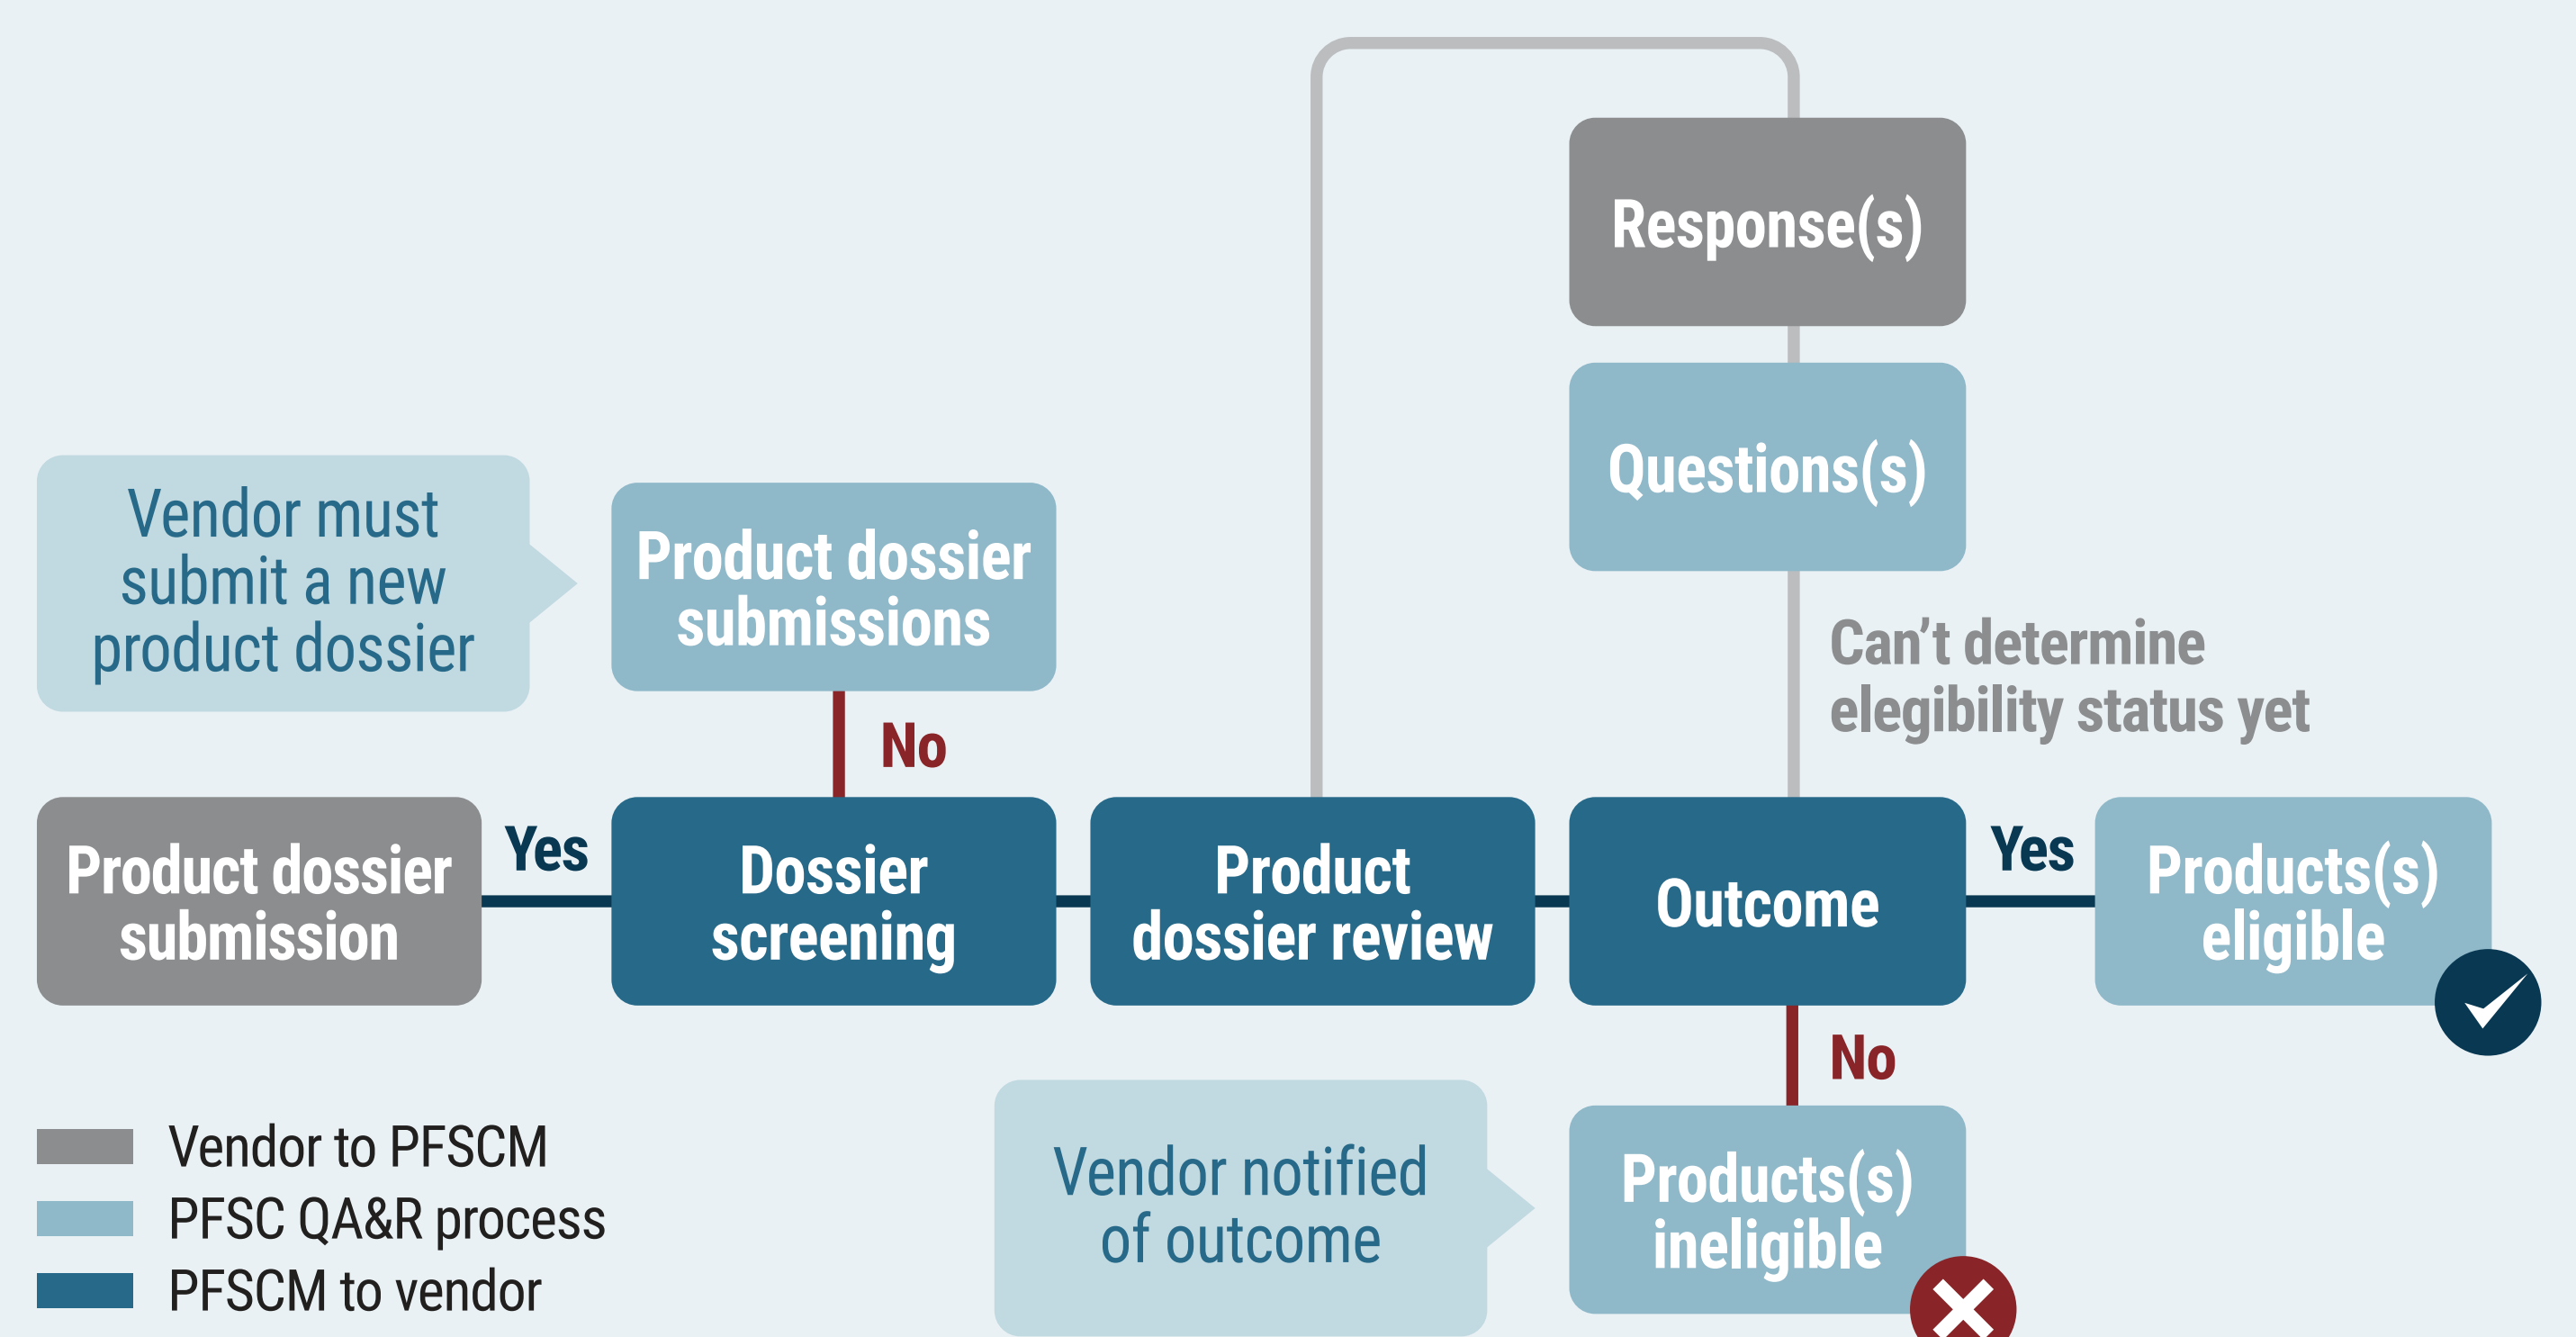 Response(s)
Questions(s)
Can’t determine
elegibility status yet
Vendor must
submit a new
product dossier
Product dossier
submissions
No
Product dossier
submission
Yes
Dossier
screening
Product
dossier review
Outcome
Yes
Products(s)
eligible
No
Vendor notified
of outcome
Products(s)
ineligible
Vendor to PFSCM
PFSC QA&R process
PFSCM to vendor